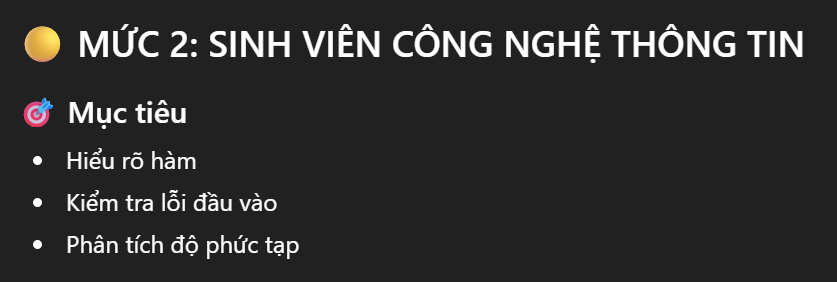 MỨC 2: SINH VIÊN CÔNG NGHỆ THÔNG TIN
Mục tiêu
Hiểu rõ hàm
Kiểm tra lỗi đầu vào
Phân tích độ phức tạp